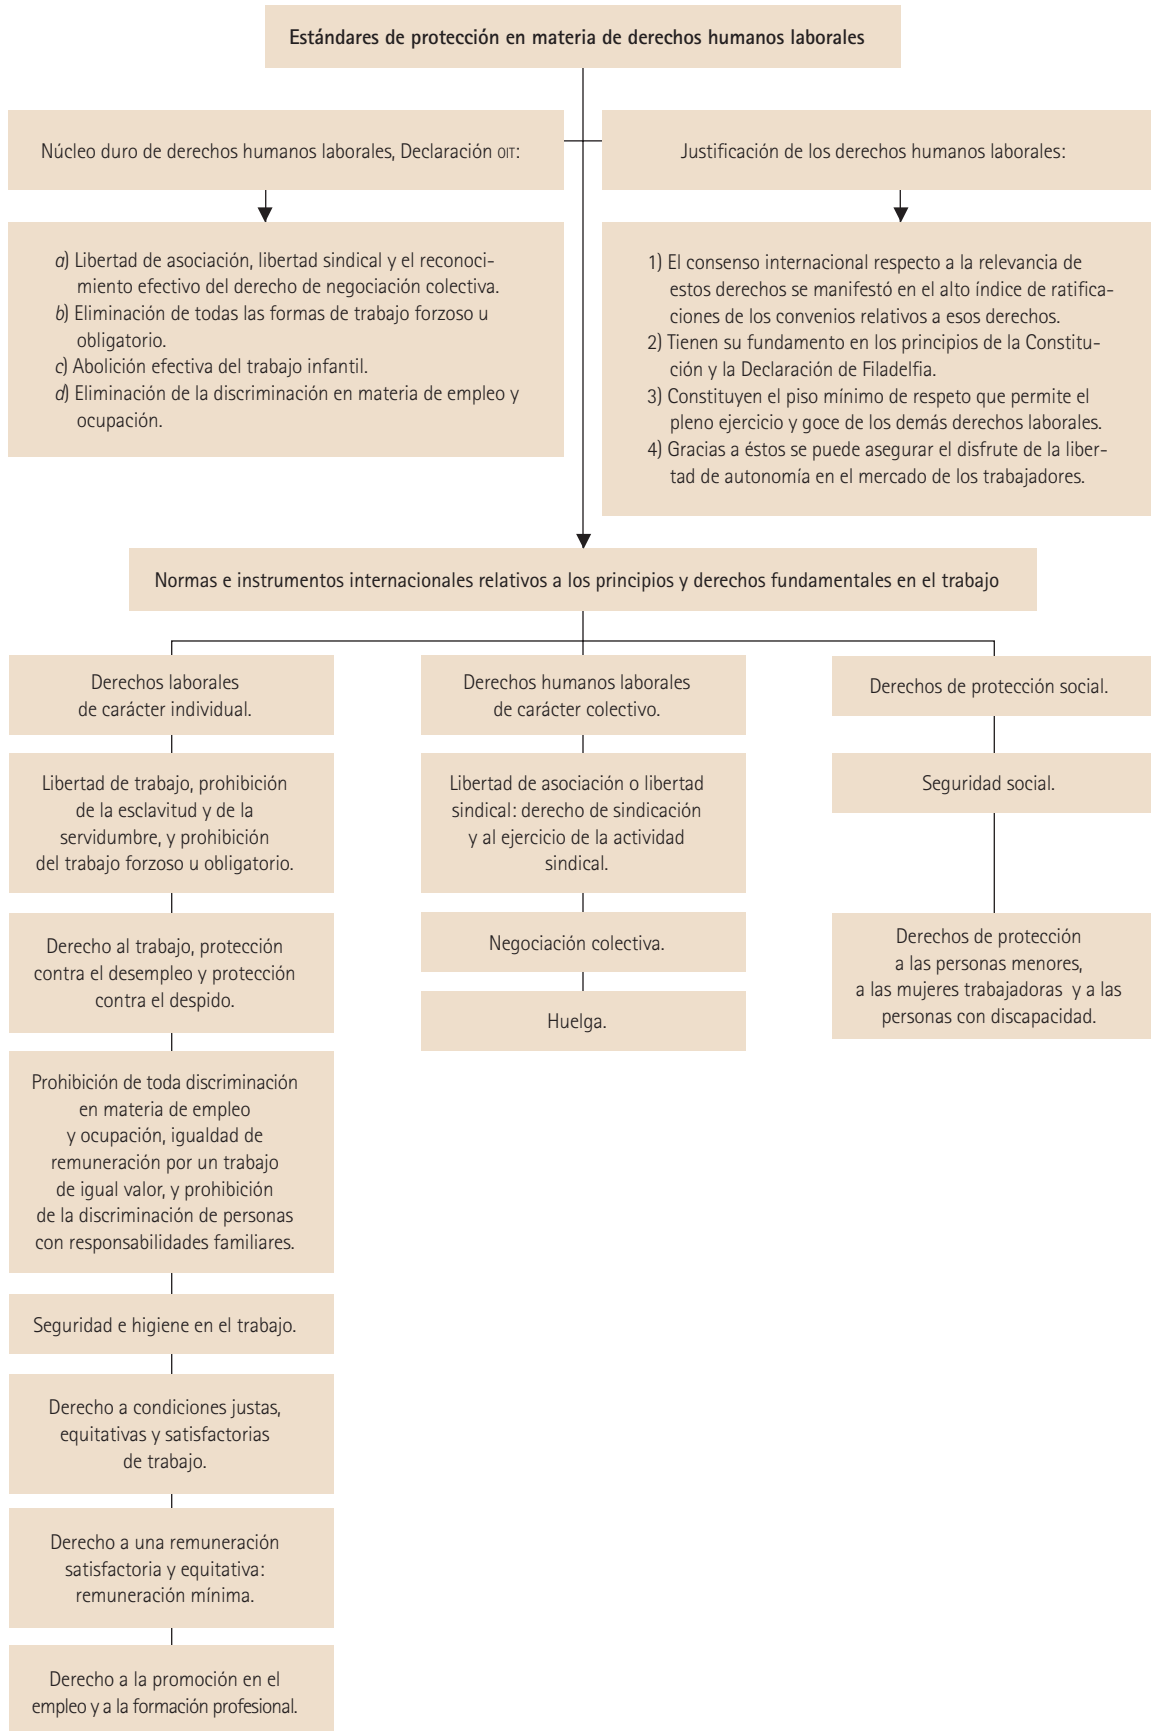 Estándares de protección en materia de derechos humanos laborales
Núcleo duro de derechos humanos laborales, Declaración OIT:
a) Libertad de asociación, libertad sindical y el reconoci-
miento efectivo del derecho de negociación colectiva.
b) Eliminación de todas las formas de trabajo forzoso u
obligatorio.
c) Abolición efectiva del trabajo infantil.
d) Eliminación de la discriminación en materia de empleo y
ocupación.
Justificación de los derechos humanos laborales:
1) El consenso internacional respecto a la relevancia de
estos derechos se manifestó en el alto índice de ratifica-
ciones de los convenios relativos a esos derechos.
2) Tienen su fundamento en los principios de la Constitu-
ción y la Declaración de Filadelfia.
3) Constituyen el piso mínimo de respeto que permite el
pleno ejercicio y goce de los demás derechos laborales.
4) Gracias a éstos se puede asegurar el disfrute de la liber-
tad de autonomía en el mercado de los trabajadores.
Normas e instrumentos internacionales relativos a los principios y derechos fundamentales en el trabajo
Derechos laborales
de carácter individual.
Libertad de trabajo, prohibición
de la esclavitud y de la
servidumbre, y prohibición
del trabajo forzoso u obligatorio.
Derecho al trabajo, protección
contra el desempleo y protección
contra el despido.
Prohibición de toda discriminación
en materia de empleo
y ocupación, igualdad de
remuneración por un trabajo
de igual valor, y prohibición
de la discriminación de personas
con responsabilidades familiares.
Seguridad e higiene en el trabajo.
Derecho a condiciones justas,
equitativas y satisfactorias
de trabajo.
Derecho a una remuneración
satisfactoria y equitativa:
remuneración mínima.
Derecho a la promoción en el
empleo y a la formación profesional.
Derechos humanos laborales
de carácter colectivo.
Libertad de asociación o libertad
sindical: derecho de sindicación
y al ejercicio de la actividad
sindical.
Negociación colectiva.
Huelga.
Derechos de protección social.
Seguridad social.
Derechos de protección
a las personas menores,
a las mujeres trabajadoras y a las
personas con discapacidad.